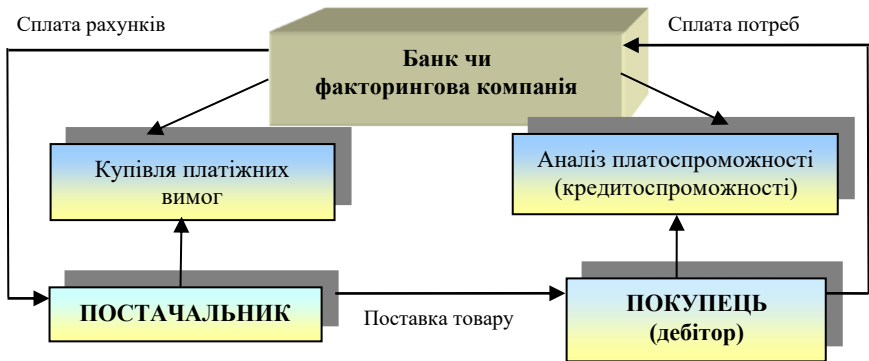 Сплата рахунків
Сплата потреб
Банк чи
факторингова компанія
Купівля платіжних
вимог
Аналіз платоспроможності
(кредитоспроможності)
ПОСТАЧАЛЬНИК
Поставка товару
ПОКУПЕЦЬ
(дебітор)